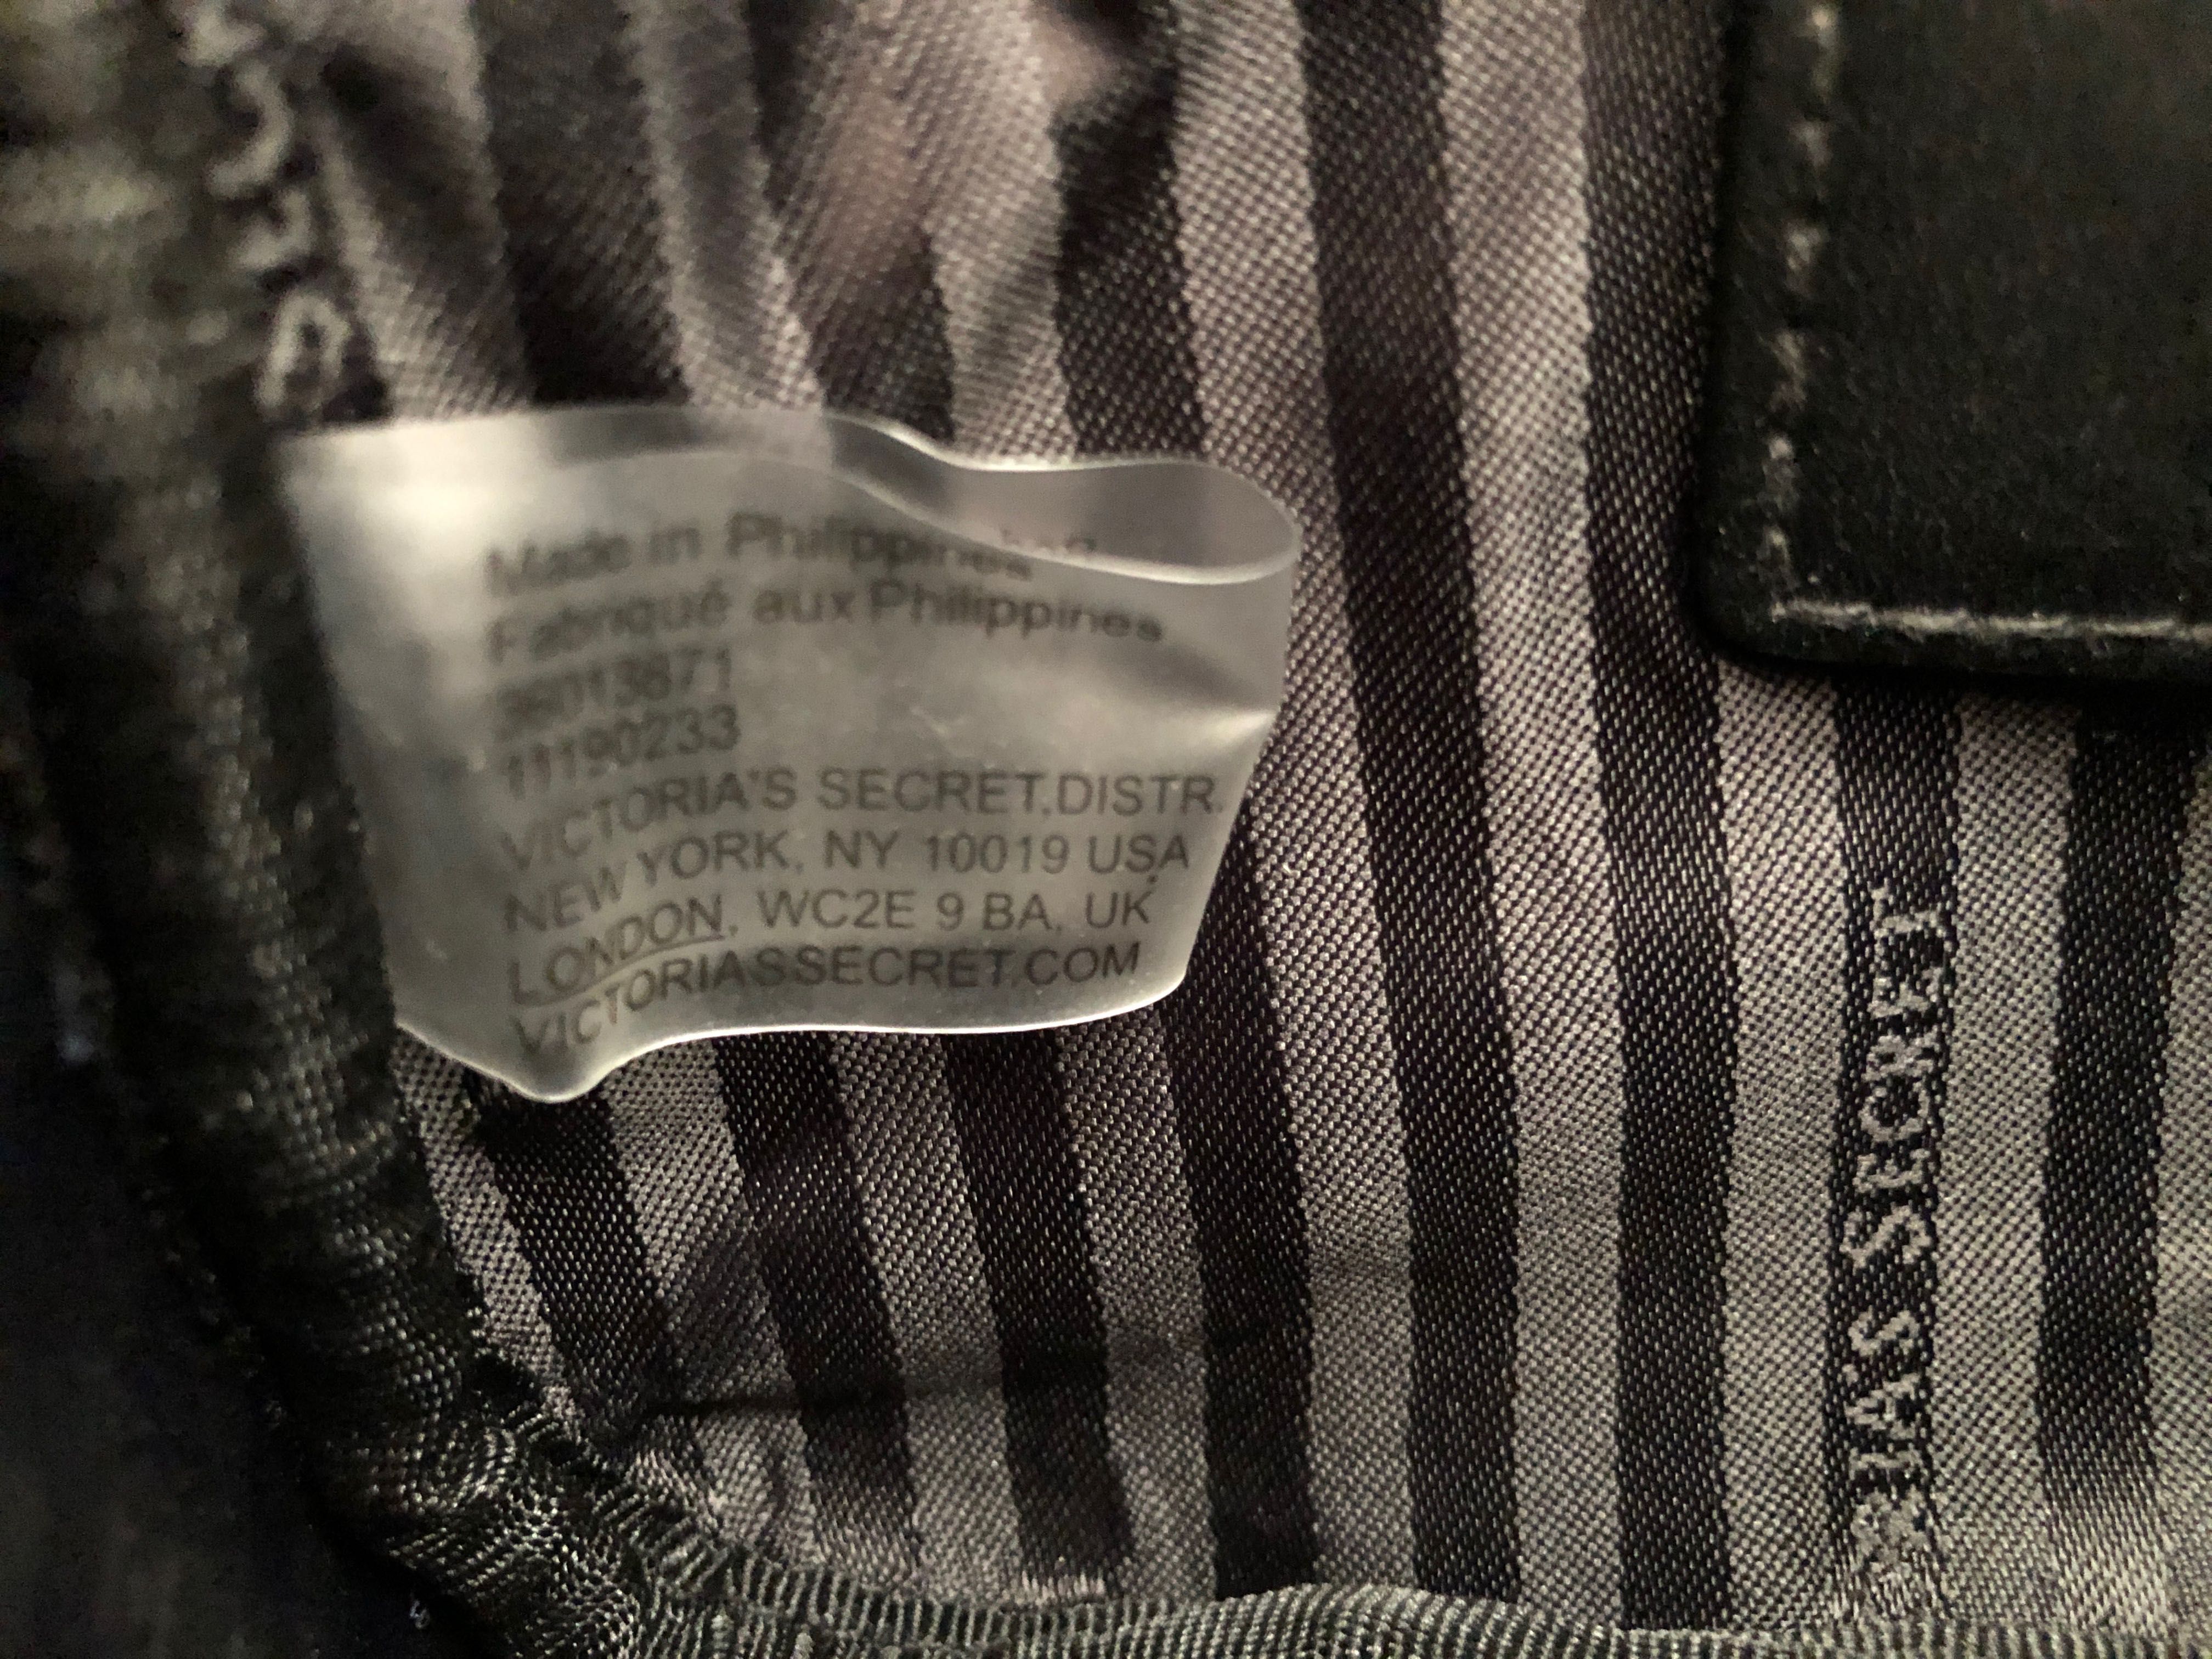 Made in Philippines
Fabriqué aux Philippines
11190233
VICTORIA'S SECRET,DISTR.
NEW YORK, NY 10019 USA
LONDON, WC2E 9 BA, UK
VICTORIASSECRET.COM
SECRET